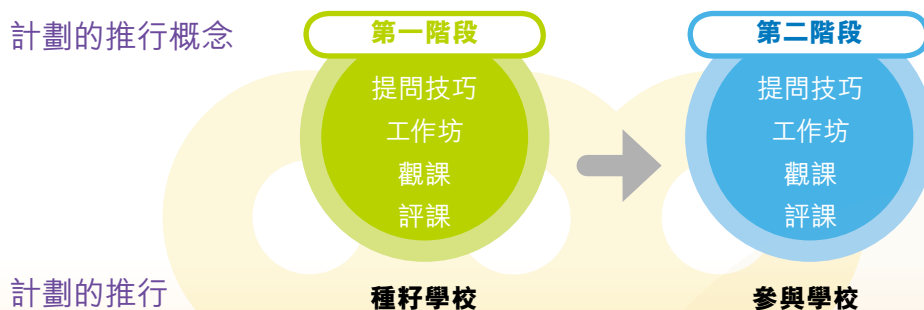 計劃的推行概念
第一階段
提問技巧
工作坊
觀課
評課
第二階段
提問技巧
工作坊
觀課
評課
計劃的推行
種籽學校
參與學校